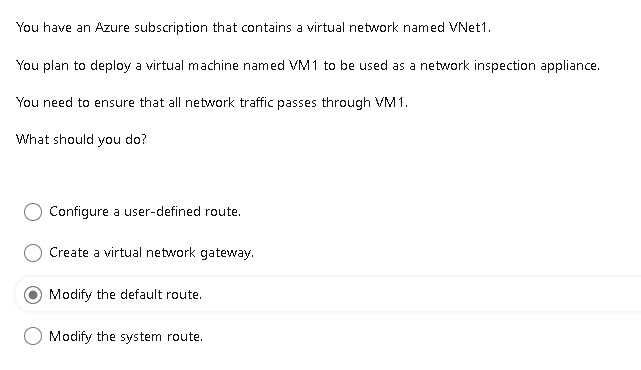 You have an Azure subscription that contains a virtual network named VNet1.
You plan to deploy a virtual machine named VM1 to be used as a network inspection appliance.
You need to ensure that all network traffic passes through VM1.
What should you do?
Configure a user-defined route.
Create a virtual network gateway.
Modify the default route.
Modify the system route.